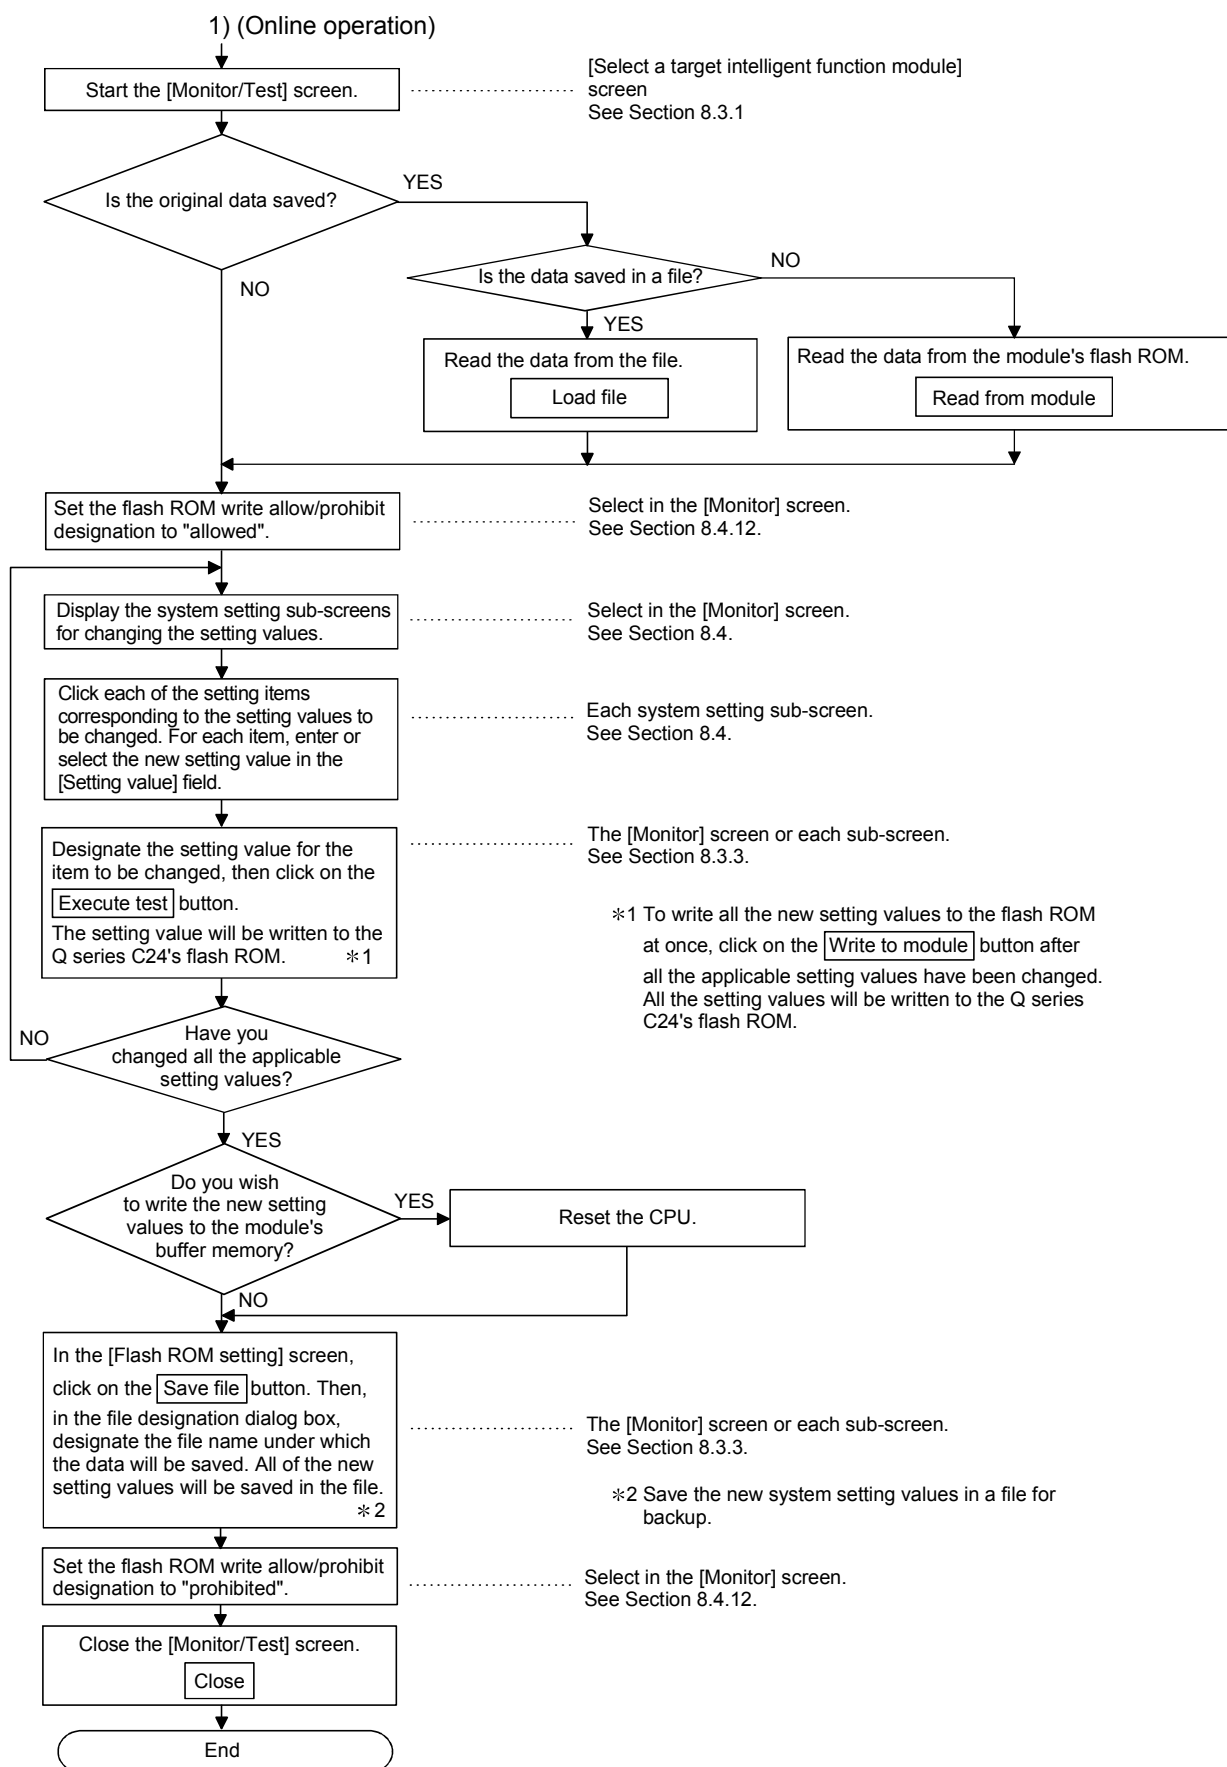 1) (Online operation)
Start the [Monitor/Test] screen.
[Select a target intelligent function module]
screen
See Section 8.3.1
Is the original data saved?
YES
NO
Is the data saved in a file?
NO
YES
Read the data from the file.
Load file
Read the data from the module's flash ROM.
Read from module
Set the flash ROM write allow/prohibit
designation to "allowed".
Select in the [Monitor] screen.
See Section 8.4.12.
Display the system setting sub-screens
for changing the setting values.
Select in the [Monitor] screen.
See Section 8.4.
Click each of the setting items
corresponding to the setting values to
be changed. For each item, enter or
select the new setting value in the
[Setting value] field.
Each system setting sub-screen.
See Section 8.4.
Designate the setting value for the
item to be changed, then click on the
Execute test button.
The setting value will be written to the
Q series C24's flash ROM. *1
The [Monitor] screen or each sub-screen.
See Section 8.3.3.
*1 To write all the new setting values to the flash ROM
at once, click on the Write to module button after
all the applicable setting values have been changed.
All the setting values will be written to the Q series
C24's flash ROM.
NO
Have you
changed all the applicable
setting values?
YES
Do you wish
to write the new setting
values to the module's
buffer memory?
YES
Reset the CPU.
NO
In the [Flash ROM setting] screen,
click on the Save file button. Then,
in the file designation dialog box,
designate the file name under which
the data will be saved. All of the new
setting values will be saved in the file.
*2
The [Monitor] screen or each sub-screen.
See Section 8.3.3.
*2 Save the new system setting values in a file for
backup.
Set the flash ROM write allow/prohibit
designation to "prohibited".
Select in the [Monitor] screen.
See Section 8.4.12.
Close the [Monitor/Test] screen.
Close
End